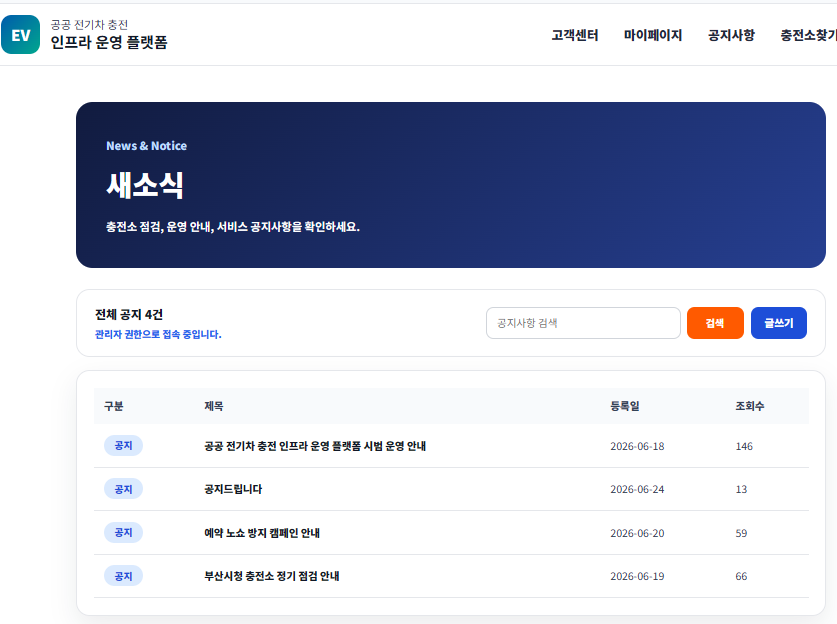 EV
공공 전기차 충전
인프라 운영 플랫폼
고객센터 마이페이지 공지사항 충전소찾기
News & Notice
새소식
충전소 점검, 운영 안내, 서비스 공지사항을 확인하세요.
전체 공지 4건
관리자 권한으로 접속 중입니다.
공지사항 검색 검색 글쓰기
구분 제목 등록일 조회수
공지 공공 전기차 충전 인프라 운영 플랫폼 시범 운영 안내 2026-06-18 146
공지 공지드립니다 2026-06-24 13
공지 예약 노쇼 방지 캠페인 안내 2026-06-20 59
공지 부산시청 충전소 정기 점검 안내 2026-06-19 66